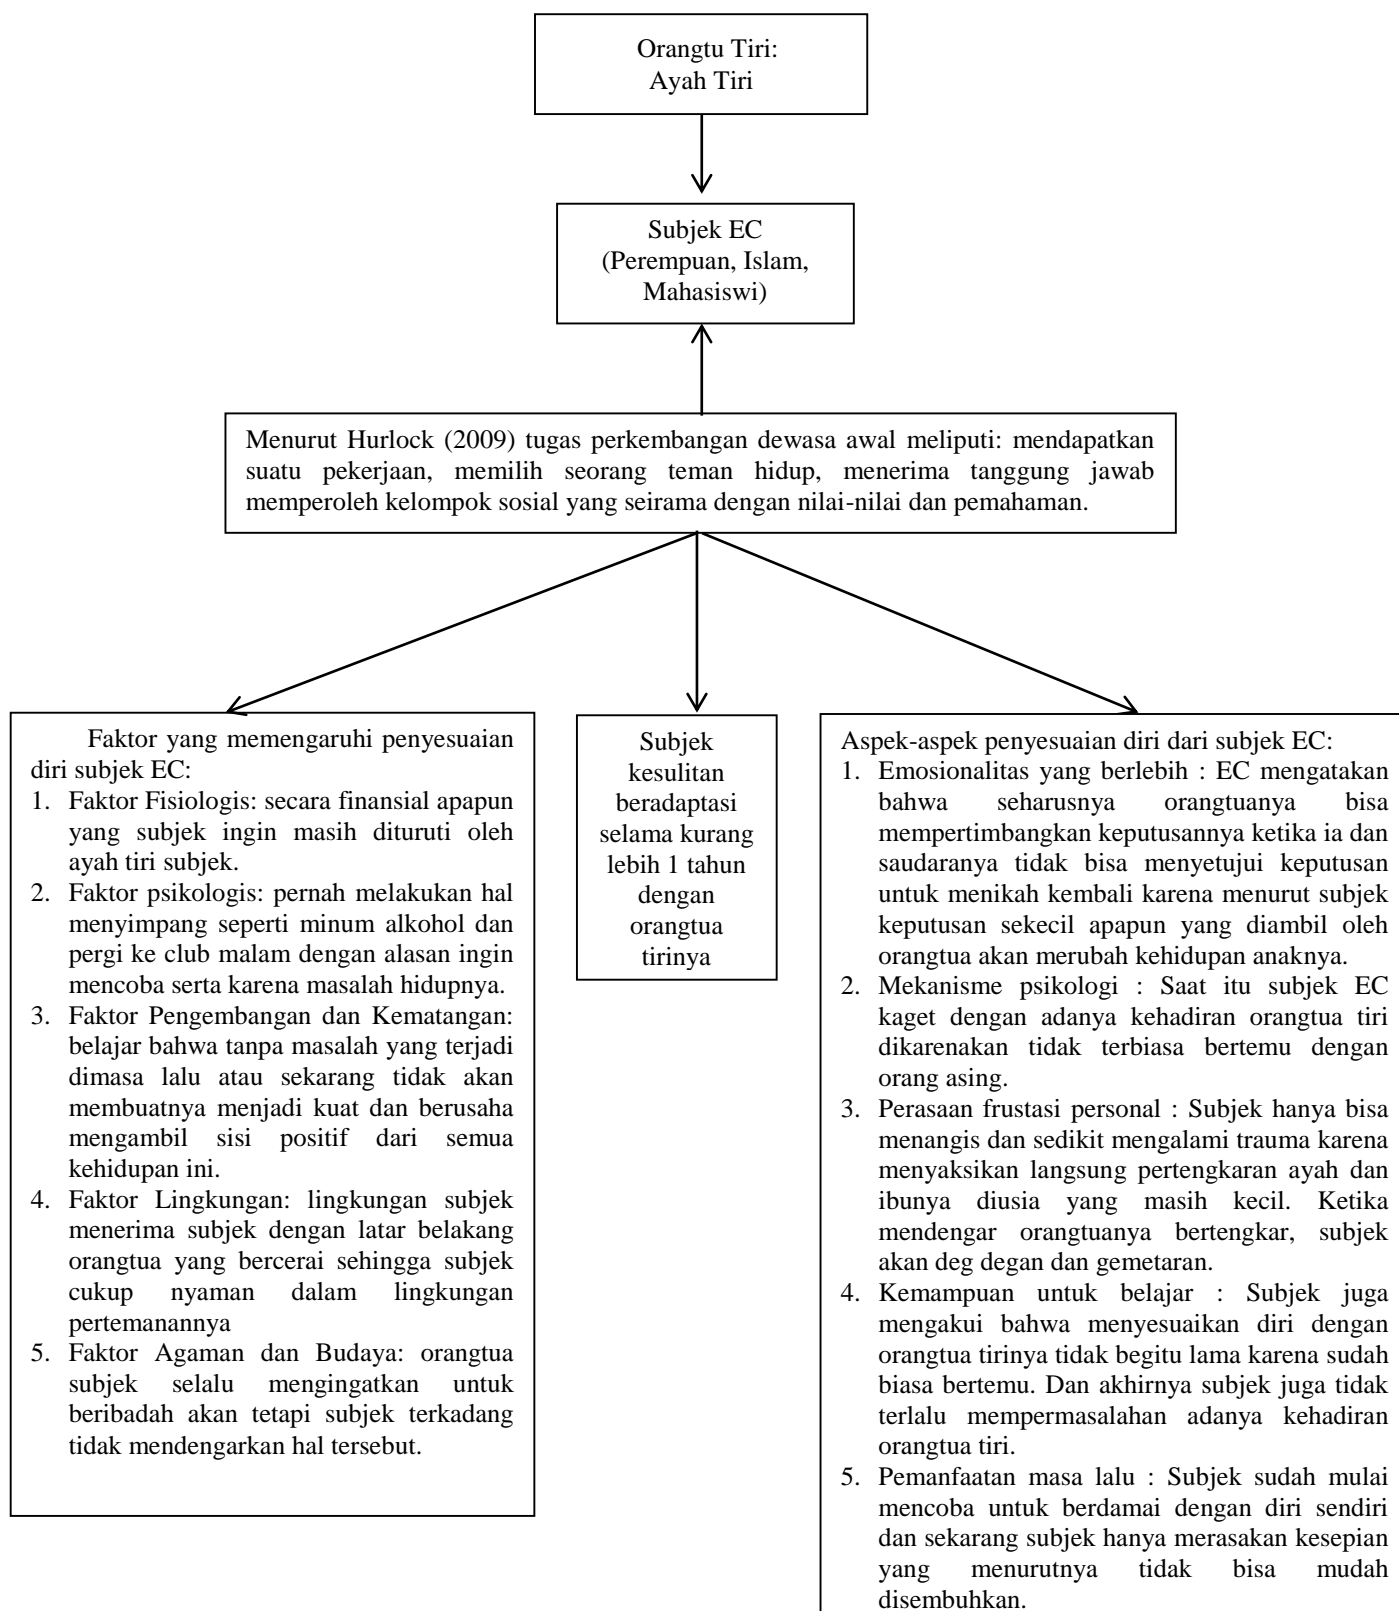 Orangtu Tiri:
Ayah Tiri
Subjek EC
(Perempuan, Islam,
Mahasiswi)
Menurut Hurlock (2009) tugas perkembangan dewasa awal meliputi: mendapatkan
suatu pekerjaan, memilih seorang teman hidup, menerima tanggung jawab
memperoleh kelompok sosial yang seirama dengan nilai-nilai dan pemahaman.
Faktor yang memengaruhi penyesuaian
diri subjek EC:
1. Faktor Fisiologis: secara finansial apapun
yang subjek ingin masih dituruti oleh
ayah tiri subjek.
2. Faktor psikologis: pernah melakukan hal
menyimpang seperti minum alkohol dan
pergi ke club malam dengan alasan ingin
mencoba serta karena masalah hidupnya.
3. Faktor Pengembangan dan Kematangan:
belajar bahwa tanpa masalah yang terjadi
dimasa lalu atau sekarang tidak akan
membuatnya menjadi kuat dan berusaha
mengambil sisi positif dari semua
kehidupan ini.
4. Faktor Lingkungan: lingkungan subjek
menerima subjek dengan latar belakang
orangtua yang bercerai sehingga subjek
cukup nyaman dalam lingkungan
pertemanannya
5. Faktor Agaman dan Budaya: orangtua
subjek selalu mengingatkan untuk
beribadah akan tetapi subjek terkadang
tidak mendengarkan hal tersebut.
Subjek
kesulitan
beradaptasi
selama kurang
lebih 1 tahun
dengan
orangtua
tirinya
Aspek-aspek penyesuaian diri dari subjek EC:
1. Emosionalitas yang berlebih : EC mengatakan
bahwa seharusnya orangtuanya bisa
mempertimbangkan keputusannya ketika ia dan
saudaranya tidak bisa menyetujui keputusan
untuk menikah kembali karena menurut subjek
keputusan sekecil apapun yang diambil oleh
orangtua akan merubah kehidupan anaknya.
2. Mekanisme psikologi : Saat itu subjek EC
kaget dengan adanya kehadiran orangtua tiri
dikarenakan tidak terbiasa bertemu dengan
orang asing.
3. Perasaan frustasi personal : Subjek hanya bisa
menangis dan sedikit mengalami trauma karena
menyaksikan langsung pertengkaran ayah dan
ibunya diusia yang masih kecil. Ketika
mendengar orangtuanya bertengkar, subjek
akan deg degan dan gemetaran.
4. Kemampuan untuk belajar : Subjek juga
mengakui bahwa menyesuaikan diri dengan
orangtua tirinya tidak begitu lama karena sudah
biasa bertemu. Dan akhirnya subjek juga tidak
terlalu mempermasalahan adanya kehadiran
orangtua tiri.
5. Pemanfaatan masa lalu : Subjek sudah mulai
mencoba untuk berdamai dengan diri sendiri
dan sekarang subjek hanya merasakan kesepian
yang menurutnya tidak bisa mudah
disembuhkan.